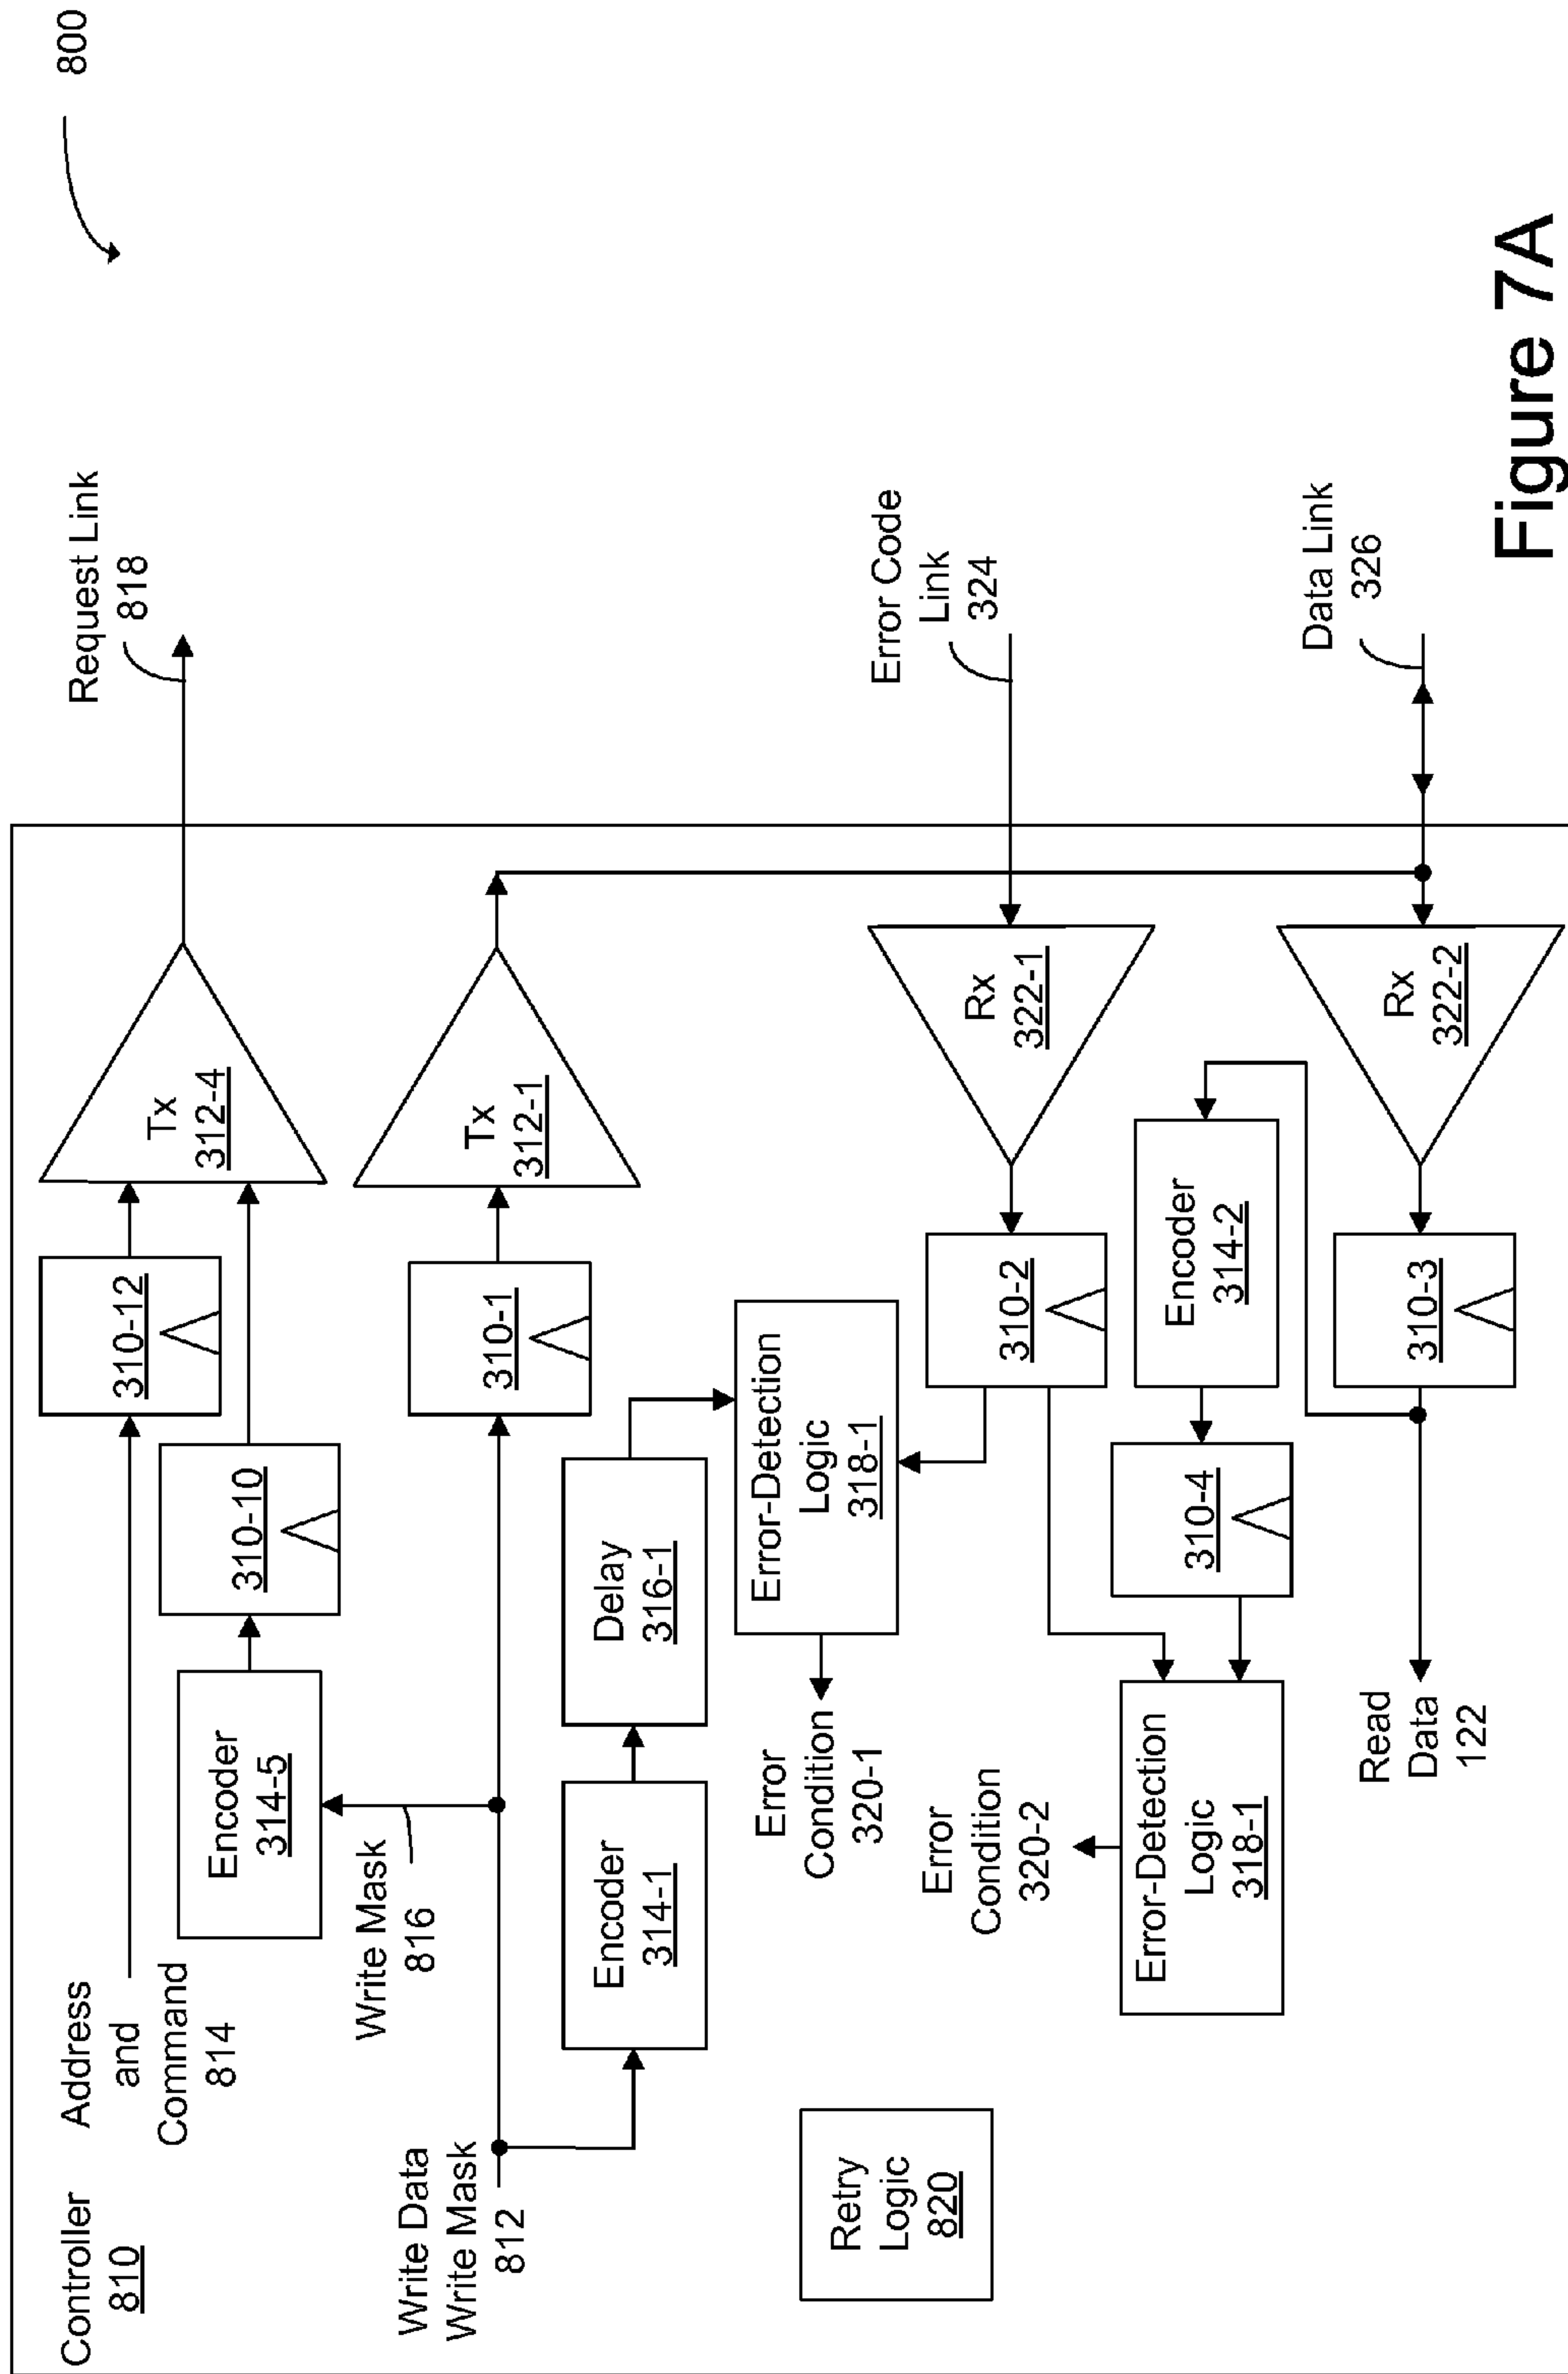 800
Controller
810
Address
and
Command
814
310-12
Tx
312-4
Request Link
818
Encoder
314-5
310-10
Write Mask
816
Write Data
Write Mask
812
310-1
Tx
312-1
Encoder
314-1
Delay
316-1
Error-Detection
Logic
318-1
Error
Condition
320-1
Retry
Logic
820
310-2
Rx
322-1
Error Code
Link
324
Error
Condition
320-2
Error-Detection
Logic
318-1
310-4
Encoder
314-2
Read
Data
122
310-3
Rx
322-2
Data Link
326
Figure 7A